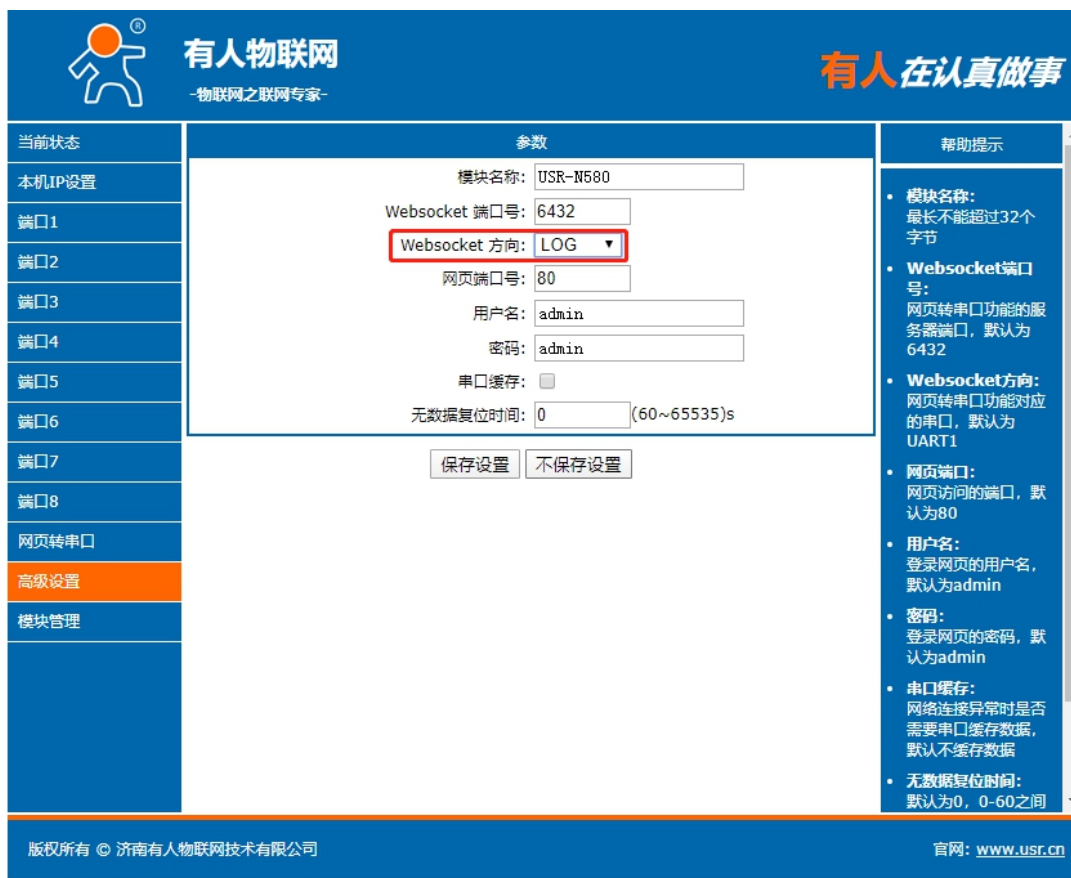 ®
有人物联网
-物联网之联网专家-
有人在认真做事
当前状态
本机IP设置
端口1
端口2
端口3
端口4
端口5
端口6
端口7
端口8
网页转串口
高级设置
模块管理
参数
模块名称: USR-N580
Websocket 端口号: 6432
Websocket 方向: LOG
网页端口号: 80
用户名: admin
密码: admin
串口缓存:
无数据复位时间: 0 (60~65535)s
保存设置 不保存设置
帮助提示
• 模块名称:
最长不能超过32个
字节
• Websocket端口
号:
网页转串口功能的服
务器端口，默认为
6432
• Websocket方向:
网页转串口功能对应
的串口，默认为
UART1
• 网页端口:
网页访问的端口，默
认为80
• 用户名:
登录网页的用户名，
默认为admin
• 密码:
登录网页的密码，默
认为admin
• 串口缓存:
网络连接异常时是否
需要串口缓存数据，
默认不缓存数据
• 无数据复位时间:
默认为0，0-60之间
版权所有 © 济南有人物联网技术有限公司
官网: www.usr.cn